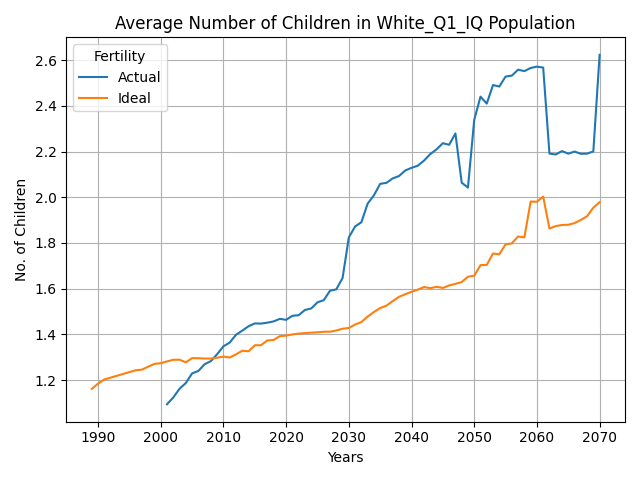 Average Number of Children in White_Q1_IQ Population
Fertility
Actual
Ideal
2.6
2.4
2.2
2.0
1.8
1.6
1.4
1.2
No. of Children
1990 2000 2010 2020 2030 2040 2050 2060 2070
Years